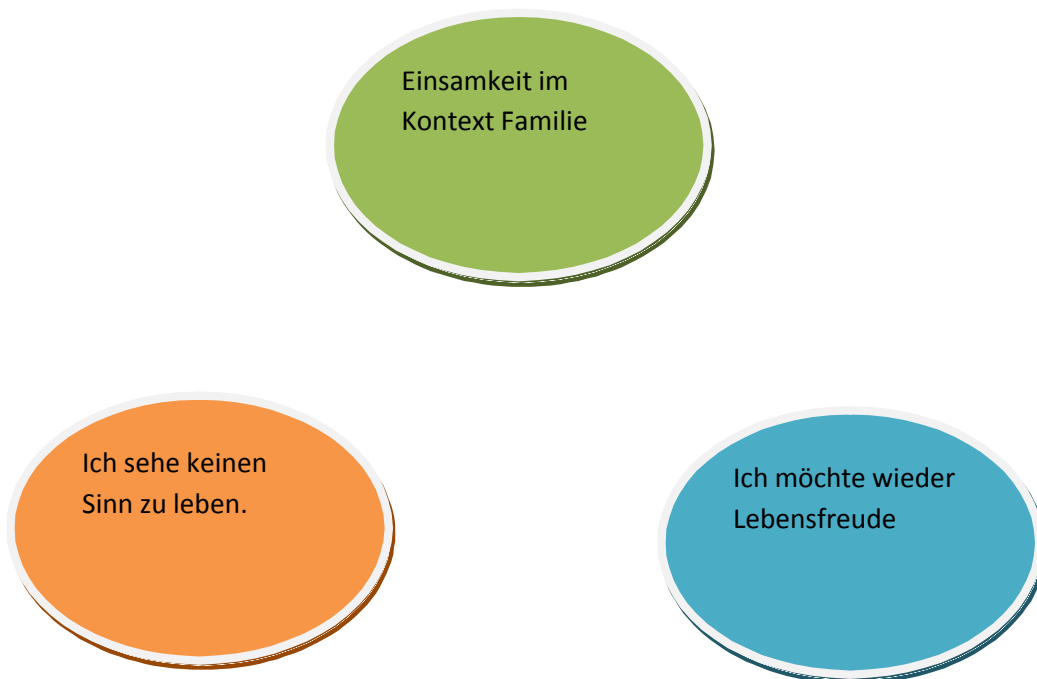 Einsamkeit im
Kontext Familie
Ich sehe keinen
Sinn zu leben.
Ich möchte wieder
Lebensfreude